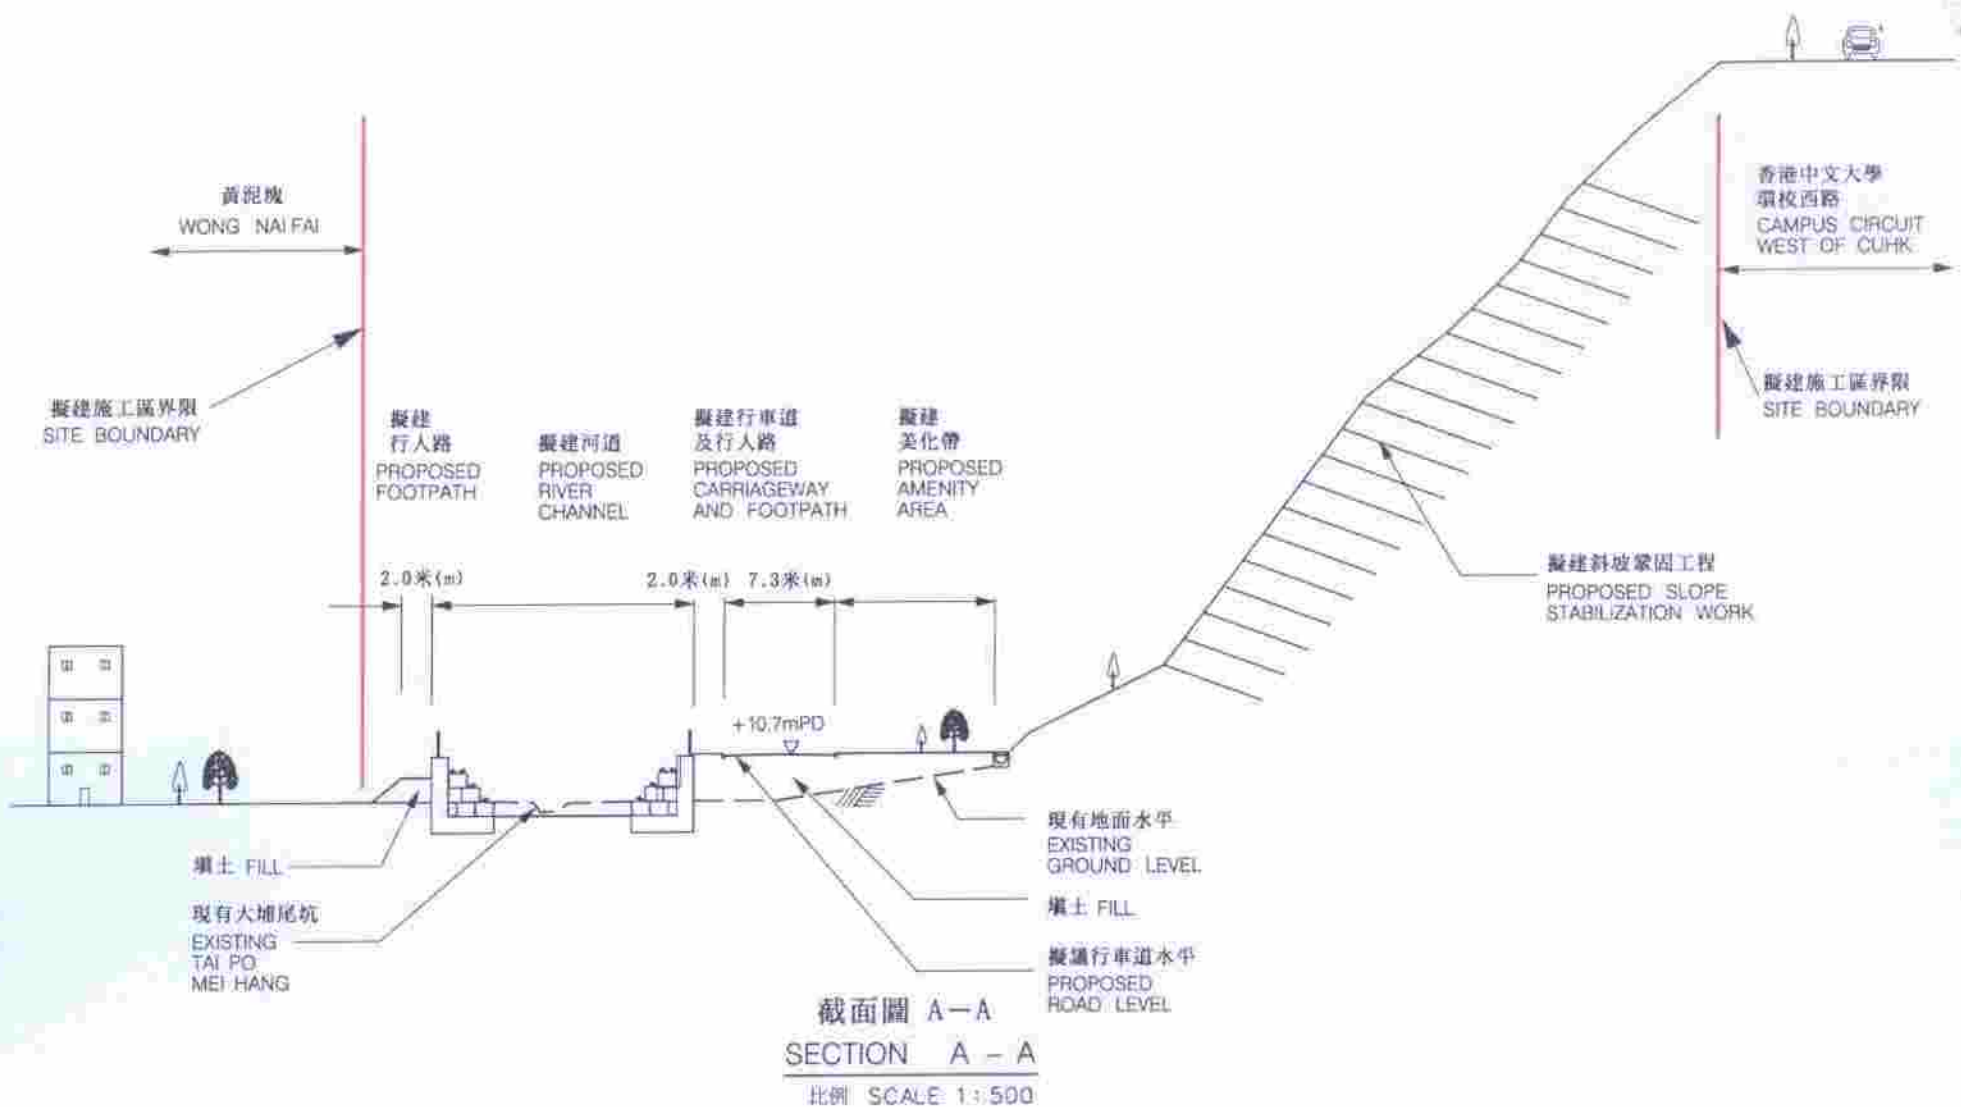 黃泥塊
WONG NAI FAI
香港中文大學
環校西路
CAMPUS CIRCUIT
WEST OF CUHK
擬建施工區界限
SITE BOUNDARY
擬建施工區界限
SITE BOUNDARY
擬建
行人路
PROPOSED
FOOTPATH
擬建河道
PROPOSED
RIVER
CHANNEL
擬建行車道
及行人路
PROPOSED
CARRIAGEWAY
AND FOOTPATH
擬建
美化帶
PROPOSED
AMENITY
AREA
擬建斜坡鞏固工程
PROPOSED SLOPE
STABILIZATION WORK
2.0米(m)
2.0米(m)
7.3米(m)
+10.7mPD
填土 FILL
現有大埔尾坑
EXISTING
TAI PO
MEI HANG
現有地面水平
EXISTING
GROUND LEVEL
填土 FILL
擬議行車道水平
PROPOSED
ROAD LEVEL
截面圖 A-A
SECTION A - A
比例 SCALE 1:500